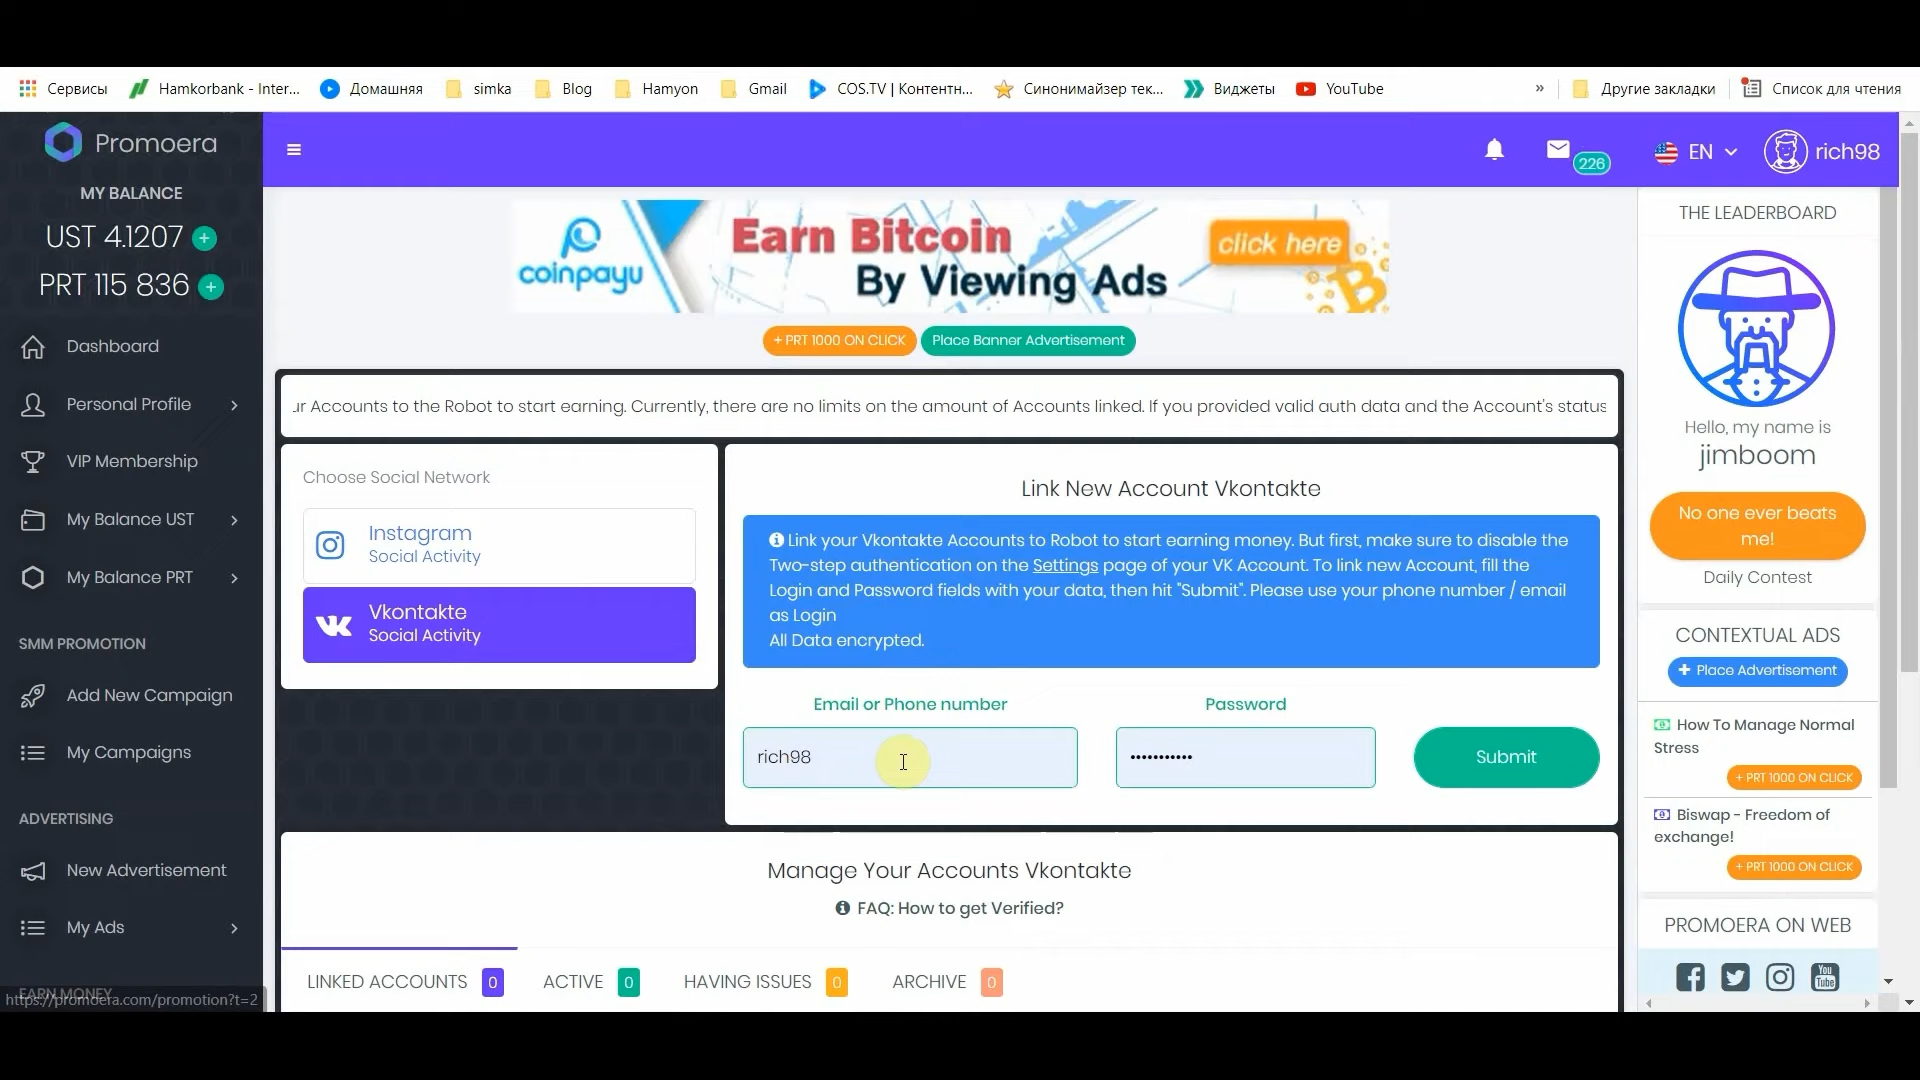 Сервисы
Hamkorbank - Inter...
Домашняя
simka
Blog
Hamyon
Gmail
COS.TV | Контентн...
Синонимайзер тек...
Виджеты
YouTube
»
Другие закладки
Список для чтения
Promoera
EN
rich98
226
MY BALANCE
UST 4.1207 +
PRT 115 836 +
Dashboard
Personal Profile
VIP Membership
My Balance UST
My Balance PRT
SMM PROMOTION
Add New Campaign
My Campaigns
ADVERTISING
New Advertisement
My Ads
EARN MONEY
https://promoera.com/promotion?t=2
coinpayu
Earn Bitcoin
By Viewing Ads
click here
+ PRT 1000 ON CLICK
Place Banner Advertisement
ur Accounts to the Robot to start earning. Currently, there are no limits on the amount of Accounts linked. If you provided valid auth data and the Account's status
Choose Social Network
Instagram
Social Activity
Vkontakte
Social Activity
Link New Account Vkontakte
Link your Vkontakte Accounts to Robot to start earning money. But first, make sure to disable the
Two-step authentication on the Settings page of your VK Account. To link new Account, fill the
Login and Password fields with your data, then hit "Submit". Please use your phone number / email
as Login
All Data encrypted.
Email or Phone number
Password
rich98
•••••••••••
Submit
Manage Your Accounts Vkontakte
FAQ: How to get Verified?
LINKED ACCOUNTS 0
ACTIVE 0
HAVING ISSUES 0
ARCHIVE 0
THE LEADERBOARD
Hello, my name is
jimboom
No one ever beats
me!
Daily Contest
CONTEXTUAL ADS
+ Place Advertisement
How To Manage Normal
Stress
+ PRT 1000 ON CLICK
Biswap - Freedom of
exchange!
+ PRT 1000 ON CLICK
PROMOERA ON WEB
You
Tube